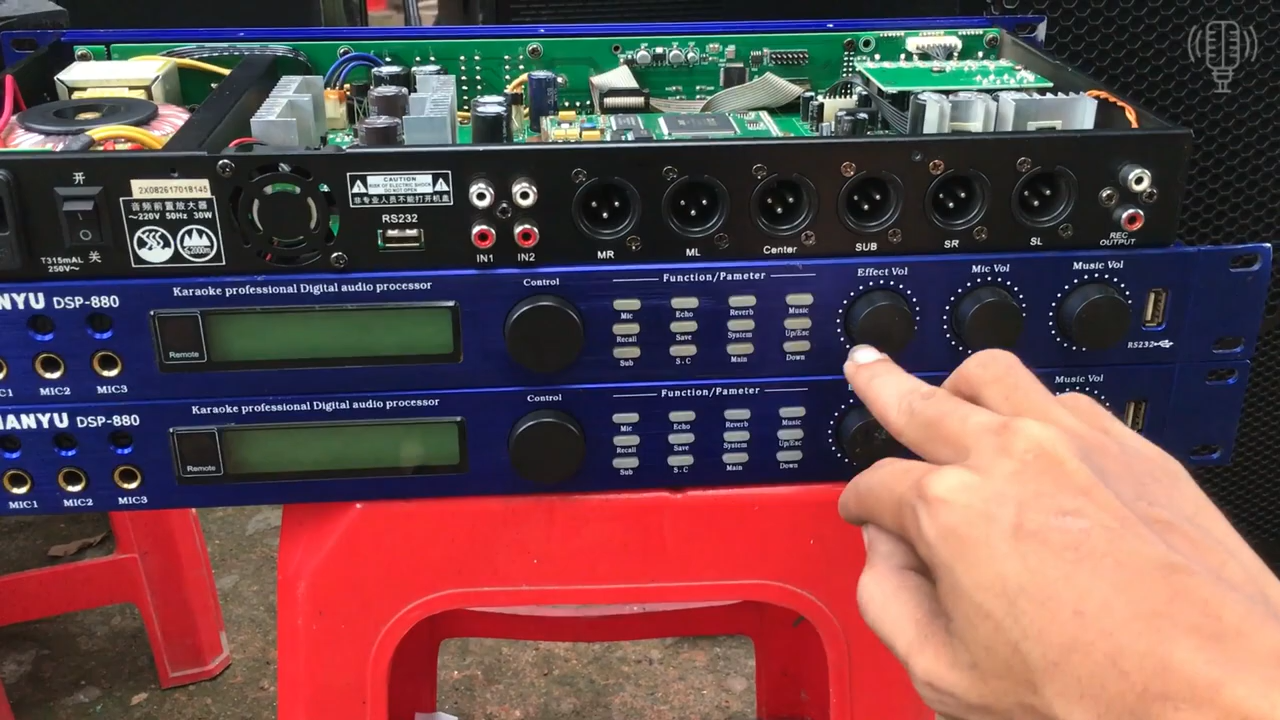 开
关
T315mAL
250V~
2X082617018145
音频前置放大器
~220V 50Hz 30W
≤2000m
CAUTION
RISK OF ELECTRIC SHOCK
DO NOT OPEN
非专业人员不能打开机盖
RS232
IN1 IN2
MR ML Center SUB SR SL
REC
OUTPUT
ANYU DSP-880
Karaoke professional Digital audio processor
Control
Function/Pameter
Effect Vol
Mic Vol
Music Vol
Remote
Mic Echo Reverb Music
Recall Save System Up/Esc
Sub S.C Main Down
RS232
C1 MIC2 MIC3
ANYU DSP-880
Karaoke professional Digital audio processor
Control
Function/Pameter
Music Vol
Remote
Mic Echo Reverb Music
Recall Save System Up/Esc
Sub S.C Main Down
MIC1 MIC2 MIC3